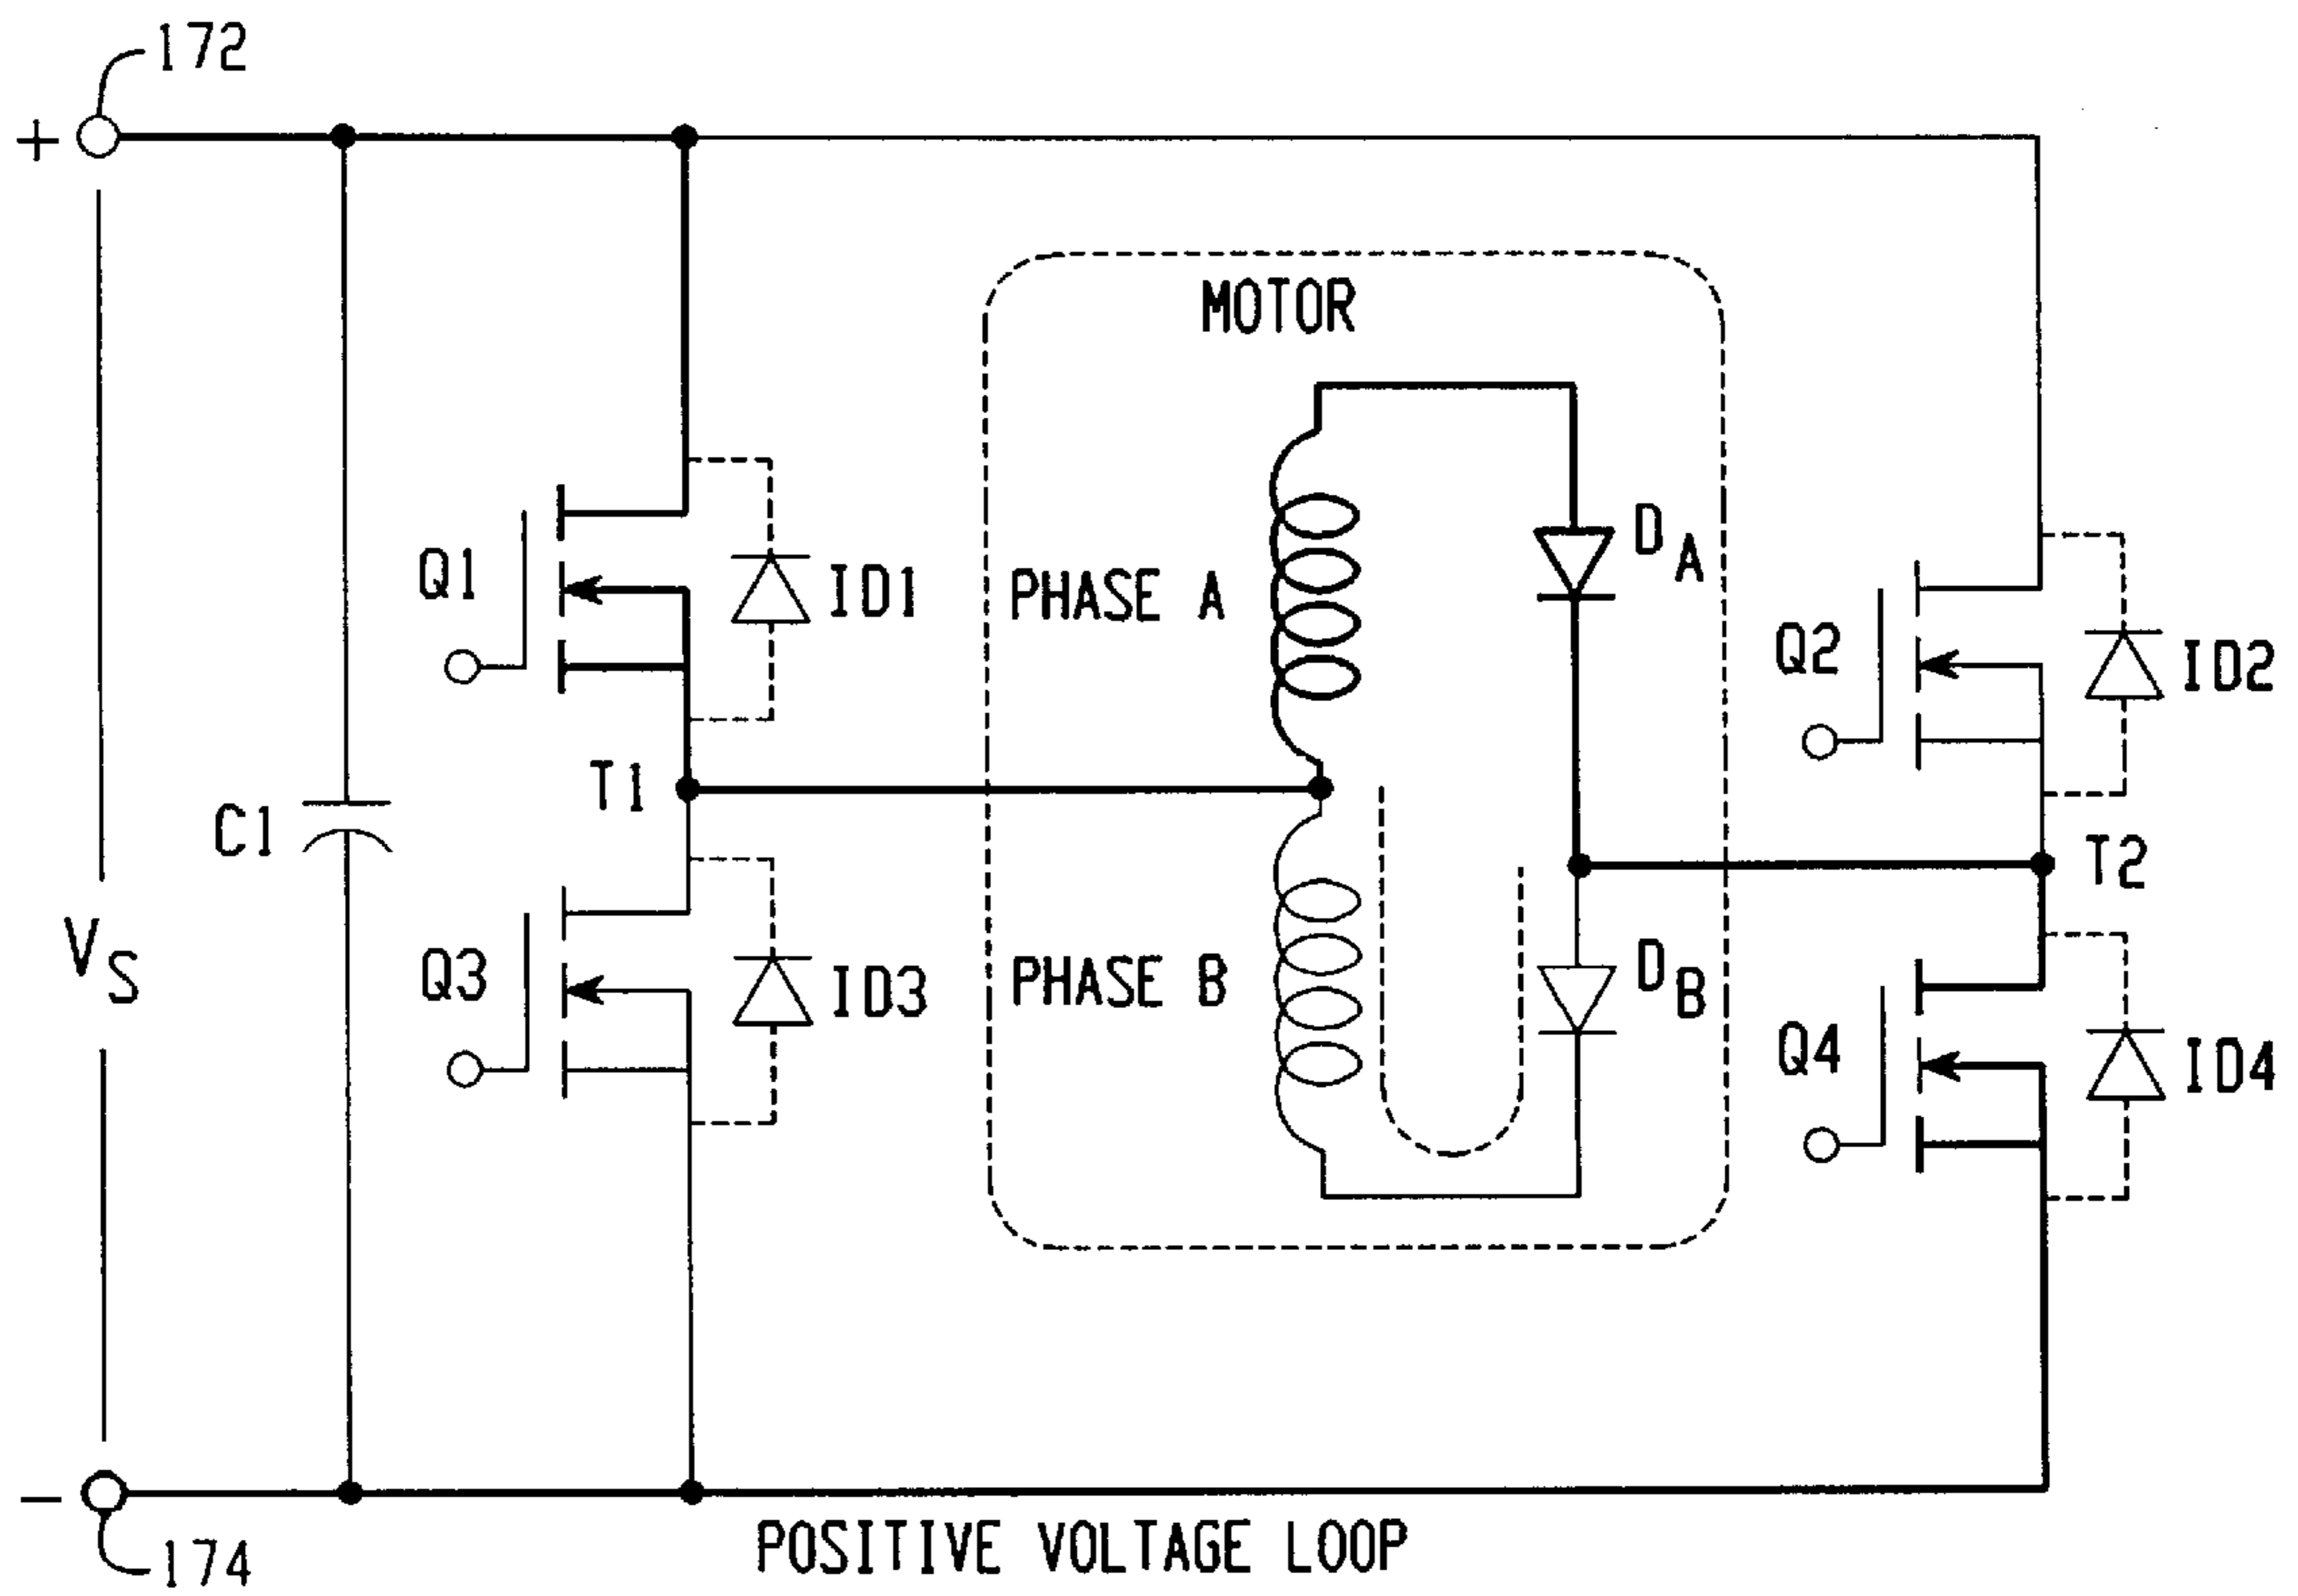 172
+
MOTOR
Q1
ID1
PHASE A
D A
Q2
ID2
T1
C1
T2
V S
Q3
ID3
PHASE B
D B
Q4
ID4
−
174
POSITIVE VOLTAGE LOOP